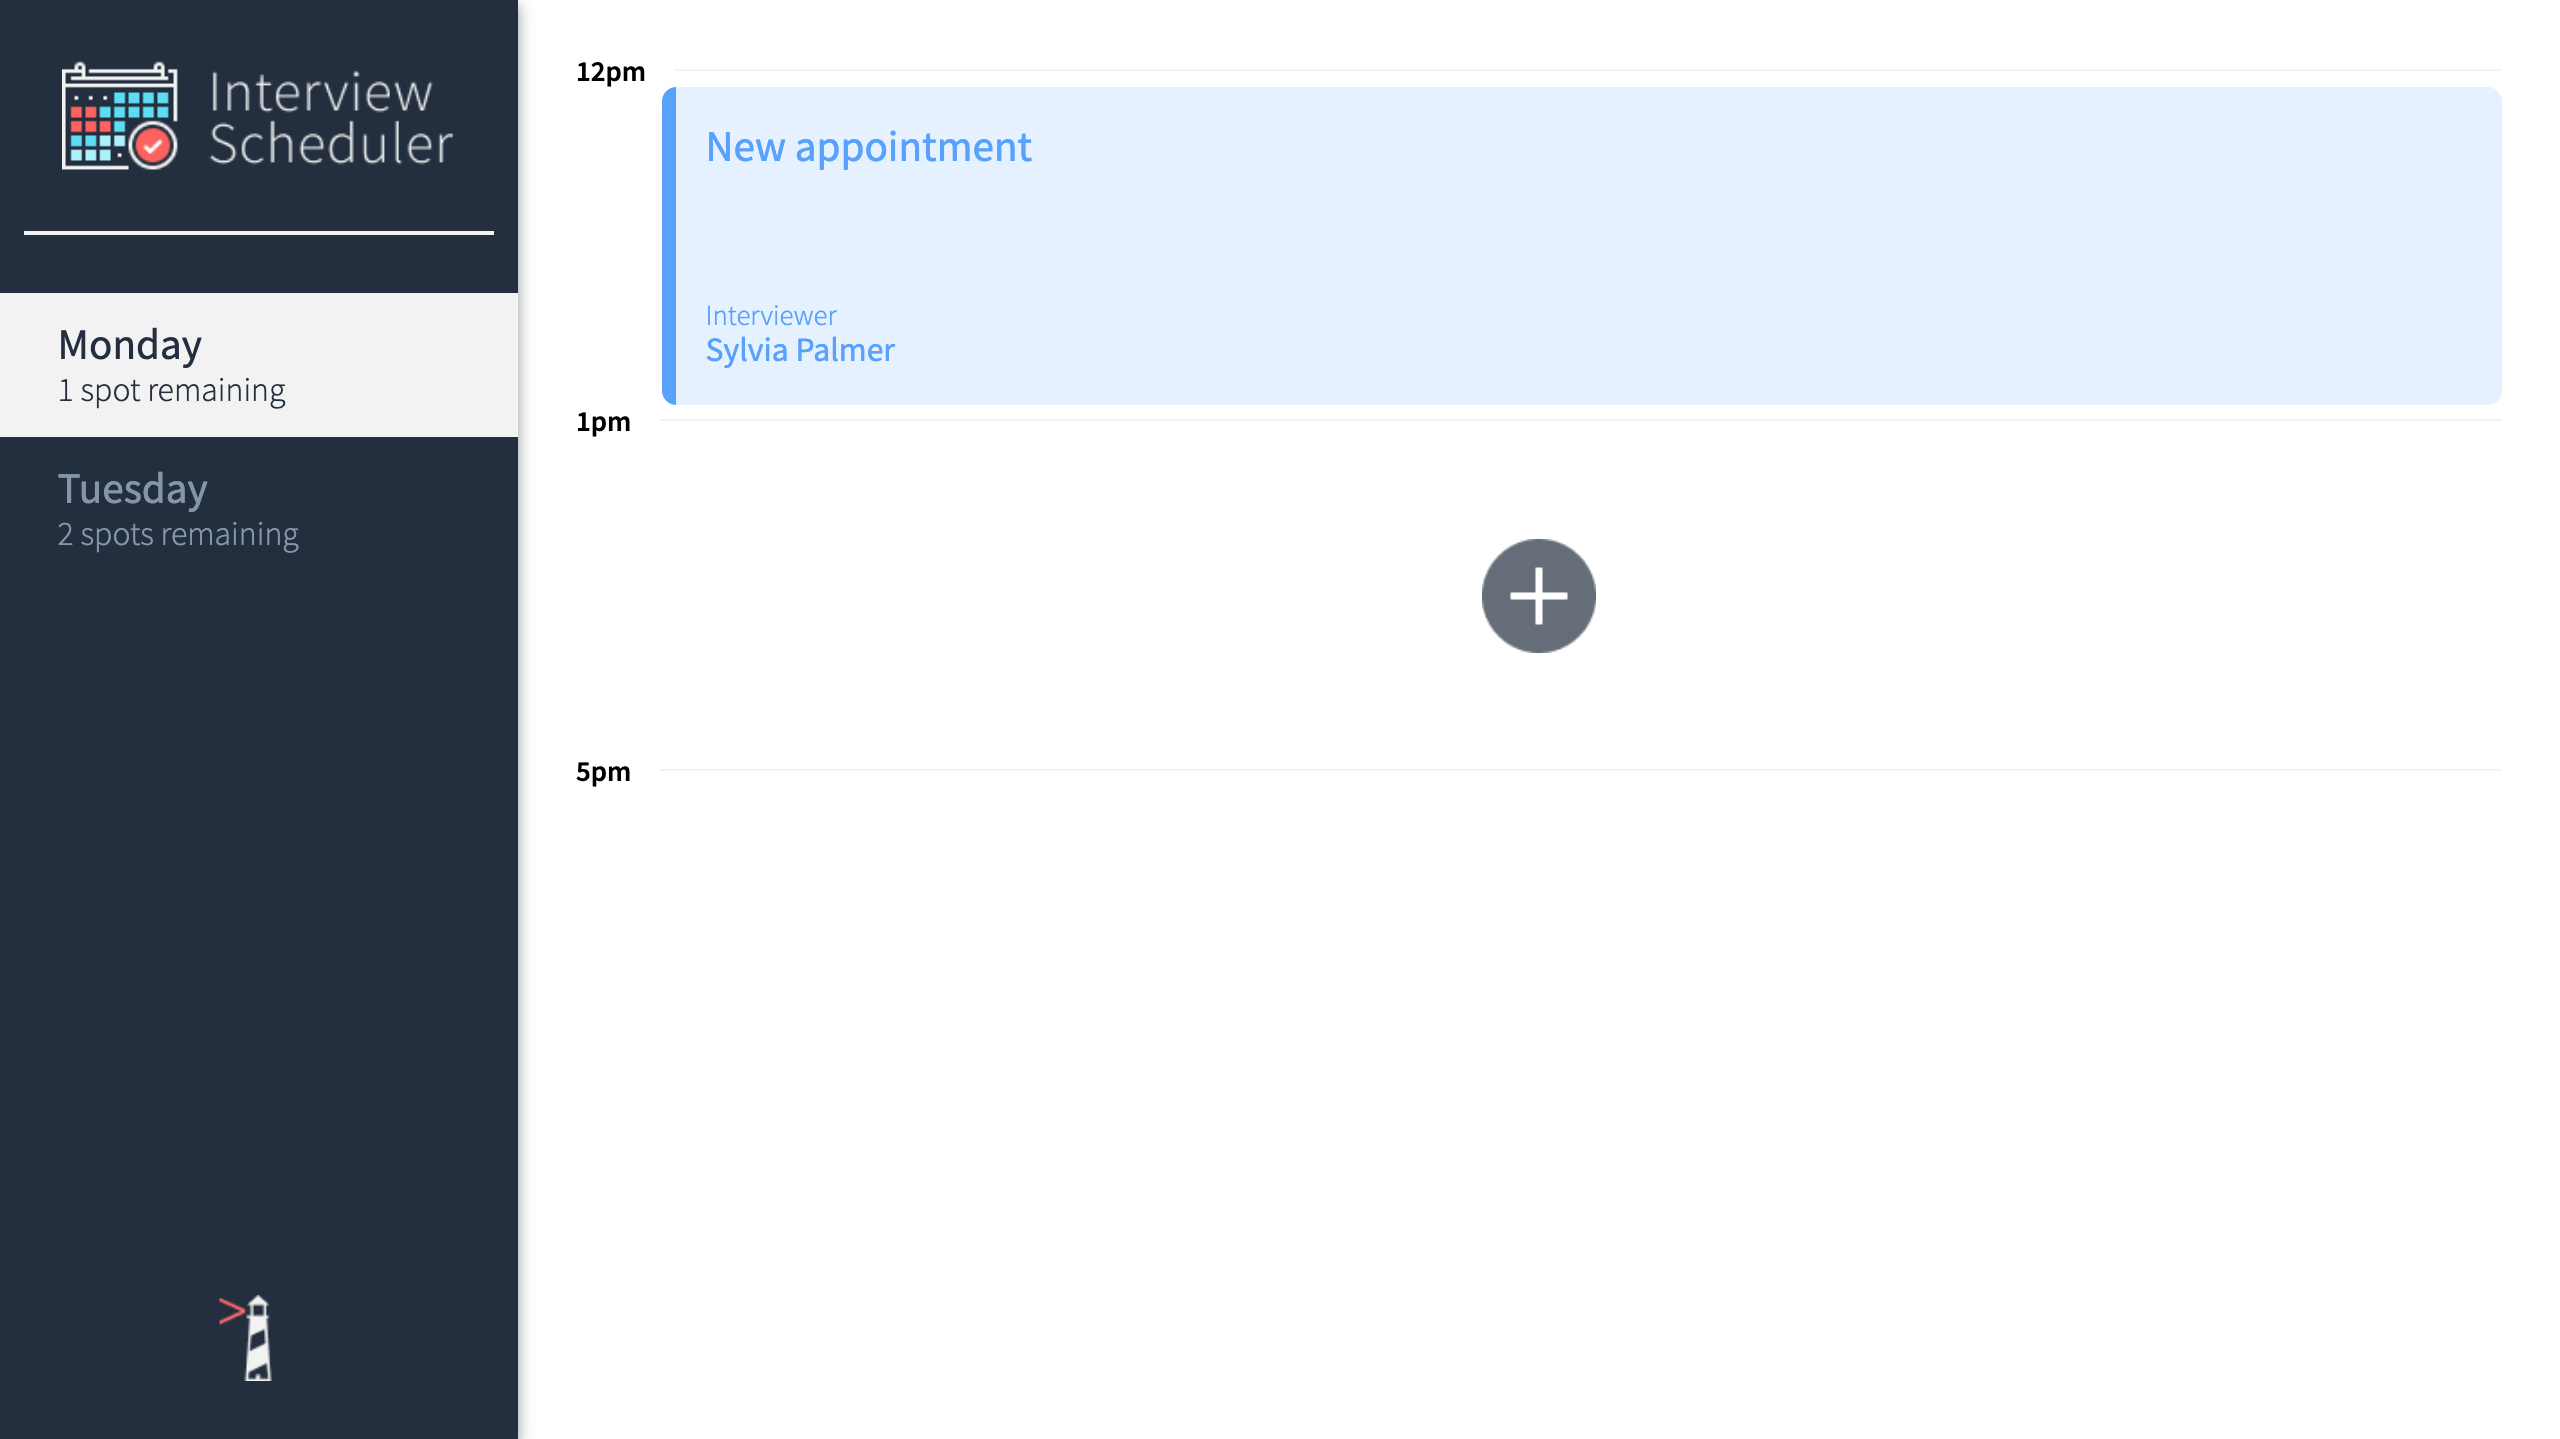 Interview
Scheduler
Monday
1 spot remaining
Tuesday
2 spots remaining
12pm
New appointment
Interviewer
Sylvia Palmer
1pm
5pm